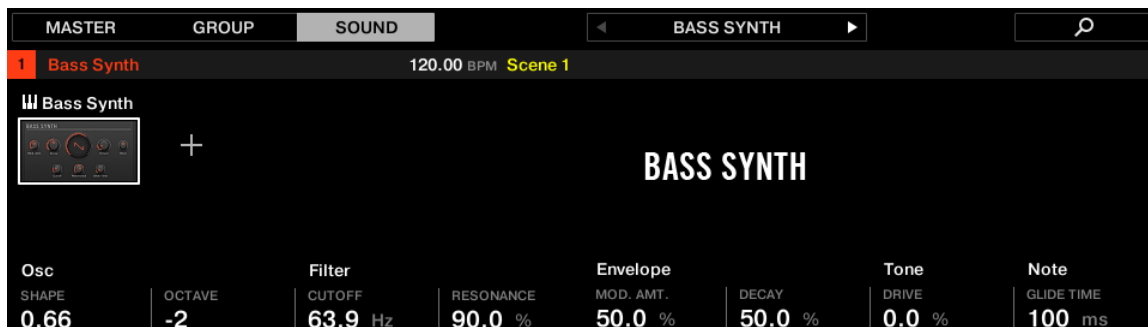 MASTER GROUP SOUND BASS SYNTH
1 Bass Synth 120.00 BPM Scene 1
Bass Synth
BASS SYNTH
BASS SYNTH
Osc Filter Envelope Tone Note
SHAPE OCTAVE CUTOFF RESONANCE MOD. AMT. DECAY DRIVE GLIDE TIME
0.66 -2 63.9 Hz 90.0 % 50.0 % 50.0 % 0.0 % 100 ms